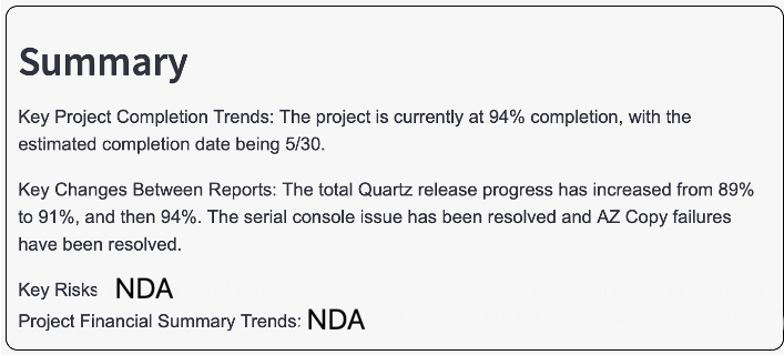 Summary
Key Project Completion Trends: The project is currently at 94% completion, with the
estimated completion date being 5/30.
Key Changes Between Reports: The total Quartz release progress has increased from 89%
to 91%, and then 94%. The serial console issue has been resolved and AZ Copy failures
have been resolved.
Key Risks NDA
Project Financial Summary Trends: NDA